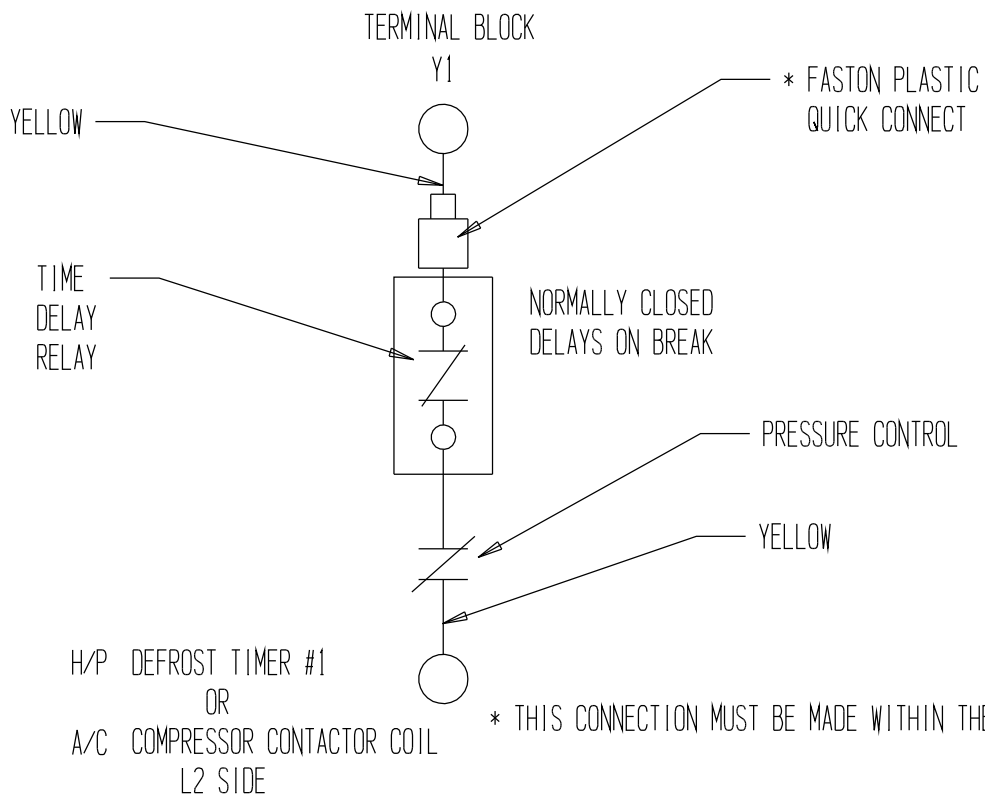 TERMINAL BLOCK
Y1
* FASTON PLASTIC
QUICK CONNECT
YELLOW
TIME
DELAY
RELAY
NORMALLY CLOSED
DELAYS ON BREAK
PRESSURE CONTROL
YELLOW
H/P DEFROST TIMER #1
OR
A/C COMPRESSOR CONTACTOR COIL
L2 SIDE
* THIS CONNECTION MUST BE MADE WITHIN THE